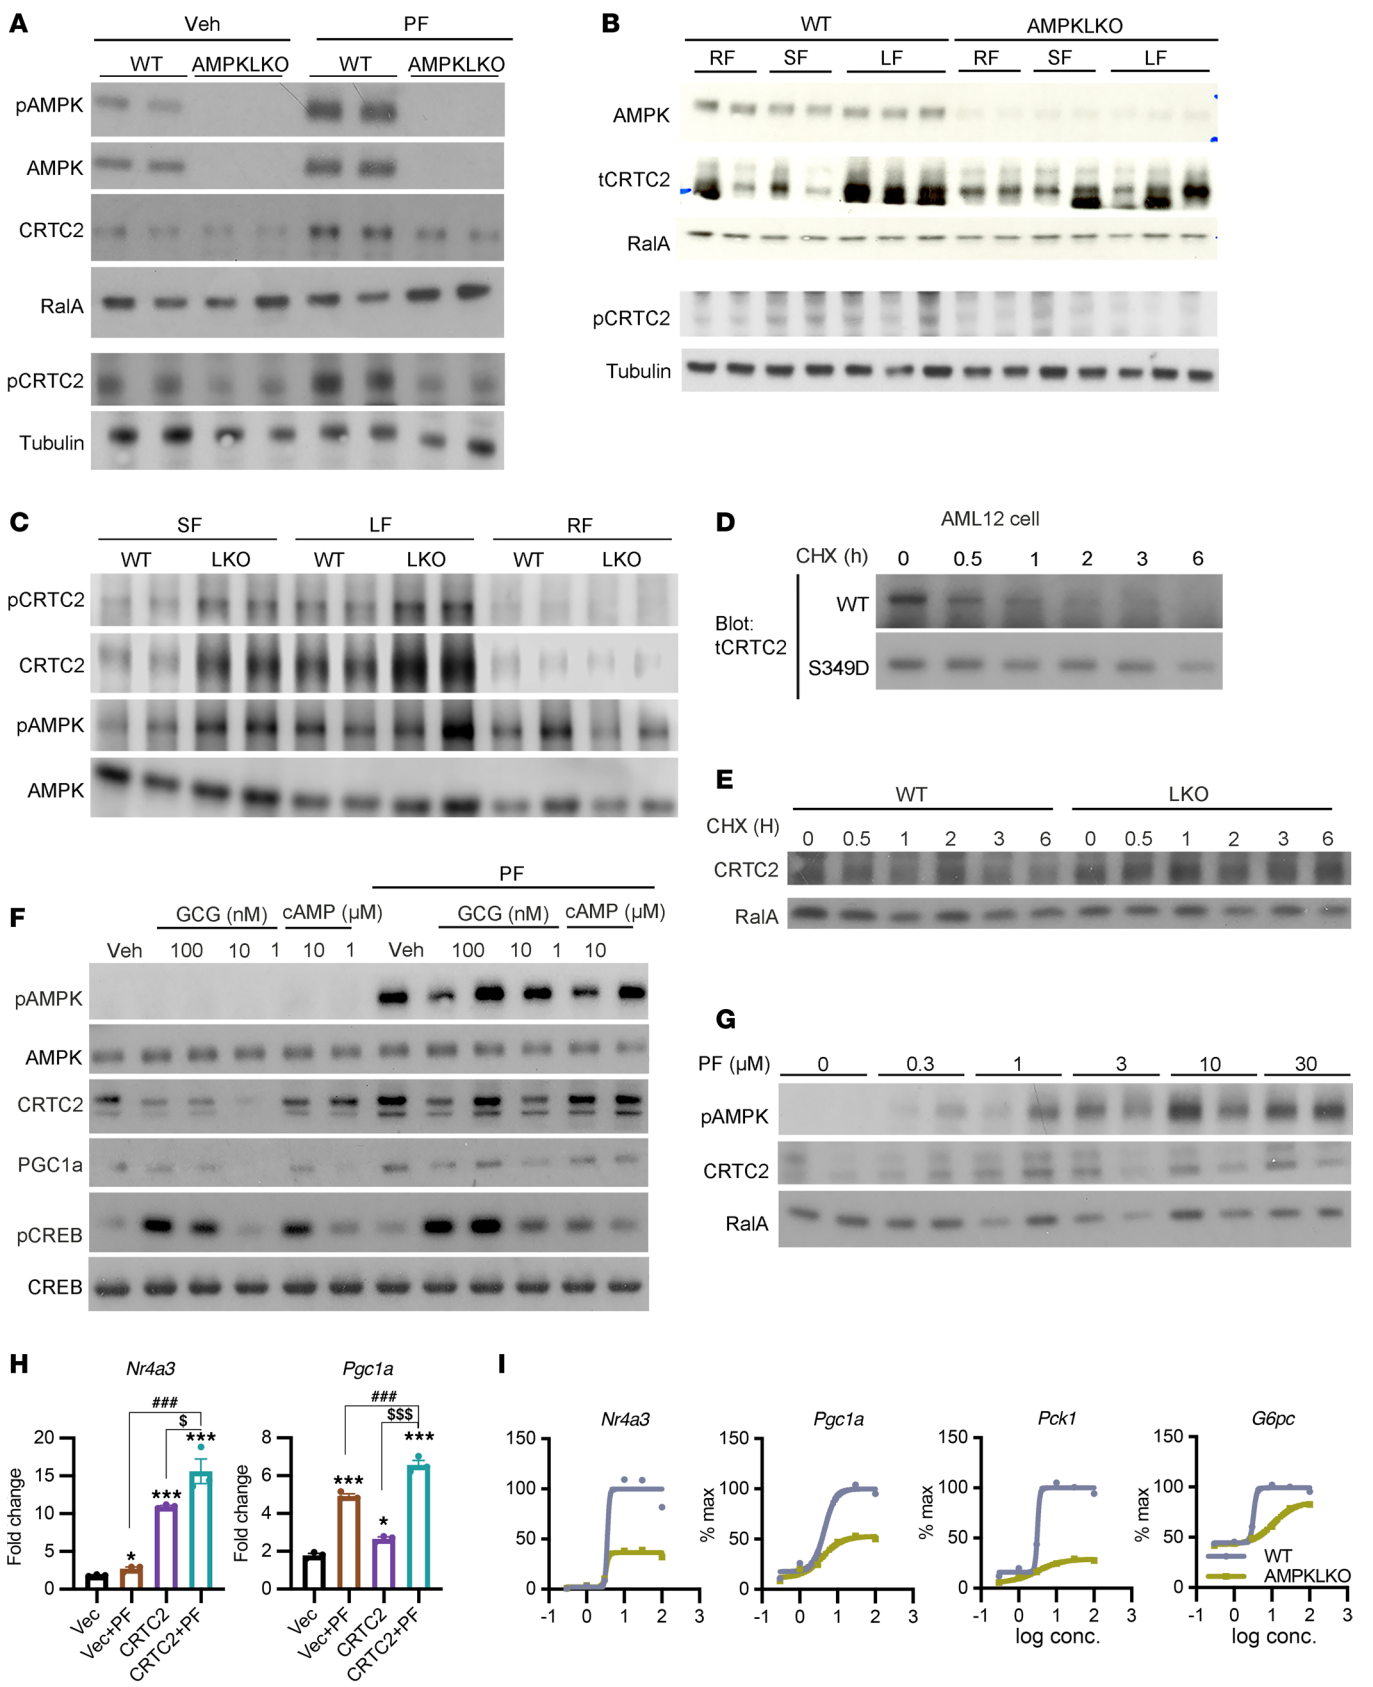 A
Veh PF
WT AMPKLKO WT AMPKLKO
pAMPK
AMPK
CRTC2
RalA
pCRTC2
Tubulin
B
WT AMPKLKO
RF SF LF RF SF LF
AMPK
tCRTC2
RalA
pCRTC2
Tubulin
C
SF LF RF
WT LKO WT LKO WT LKO
pCRTC2
CRTC2
pAMPK
AMPK
D
AML12 cell
CHX (h) 0 0.5 1 2 3 6
Blot:
tCRTC2
WT
S349D
E
WT LKO
CHX (H) 0 0.5 1 2 3 6 0 0.5 1 2 3 6
CRTC2
RalA
F
PF
GCG (nM) cAMP (µM) GCG (nM) cAMP (µM)
Veh 100 10 1 10 1 Veh 100 10 1 10
pAMPK
AMPK
CRTC2
PGC1a
pCREB
CREB
G
PF (µM) 0 0.3 1 3 10 30
pAMPK
CRTC2
RalA
H
Nr4a3
###
$
***
***
*
Fold change
20
15
10
5
0
Vec
Vec+PF
CRTC2
CRTC2+PF
Pgc1a
###
$$$
***
***
*
Fold change
8
6
4
2
0
Vec
Vec+PF
CRTC2
CRTC2+PF
I
Nr4a3
150
100
50
0
-1 0 1 2 3
Pgc1a
% max
150
100
50
0
-1 0 1 2 3
Pck1
% max
150
100
50
0
-1 0 1 2 3
log conc.
G6pc
% max
150
100
50
0
WT
AMPKLKO
-1 0 1 2 3
log conc.